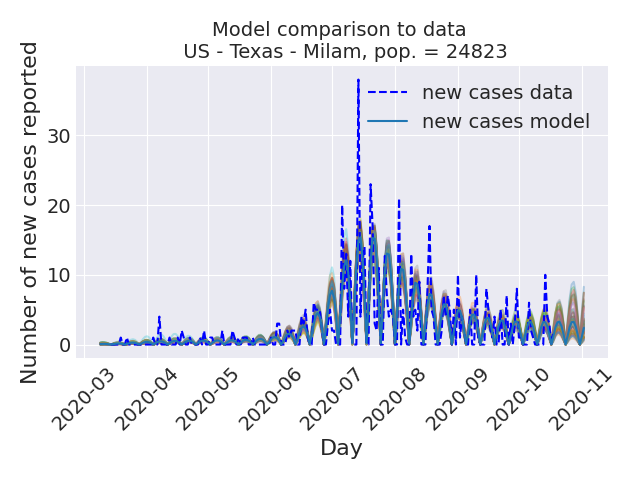 Model comparison to data
US - Texas - Milam, pop. = 24823
Number of new cases reported
30
20
10
0
new cases data
new cases model
2020-03
2020-04
2020-05
2020-06
2020-07
2020-08
2020-09
2020-10
2020-11
Day